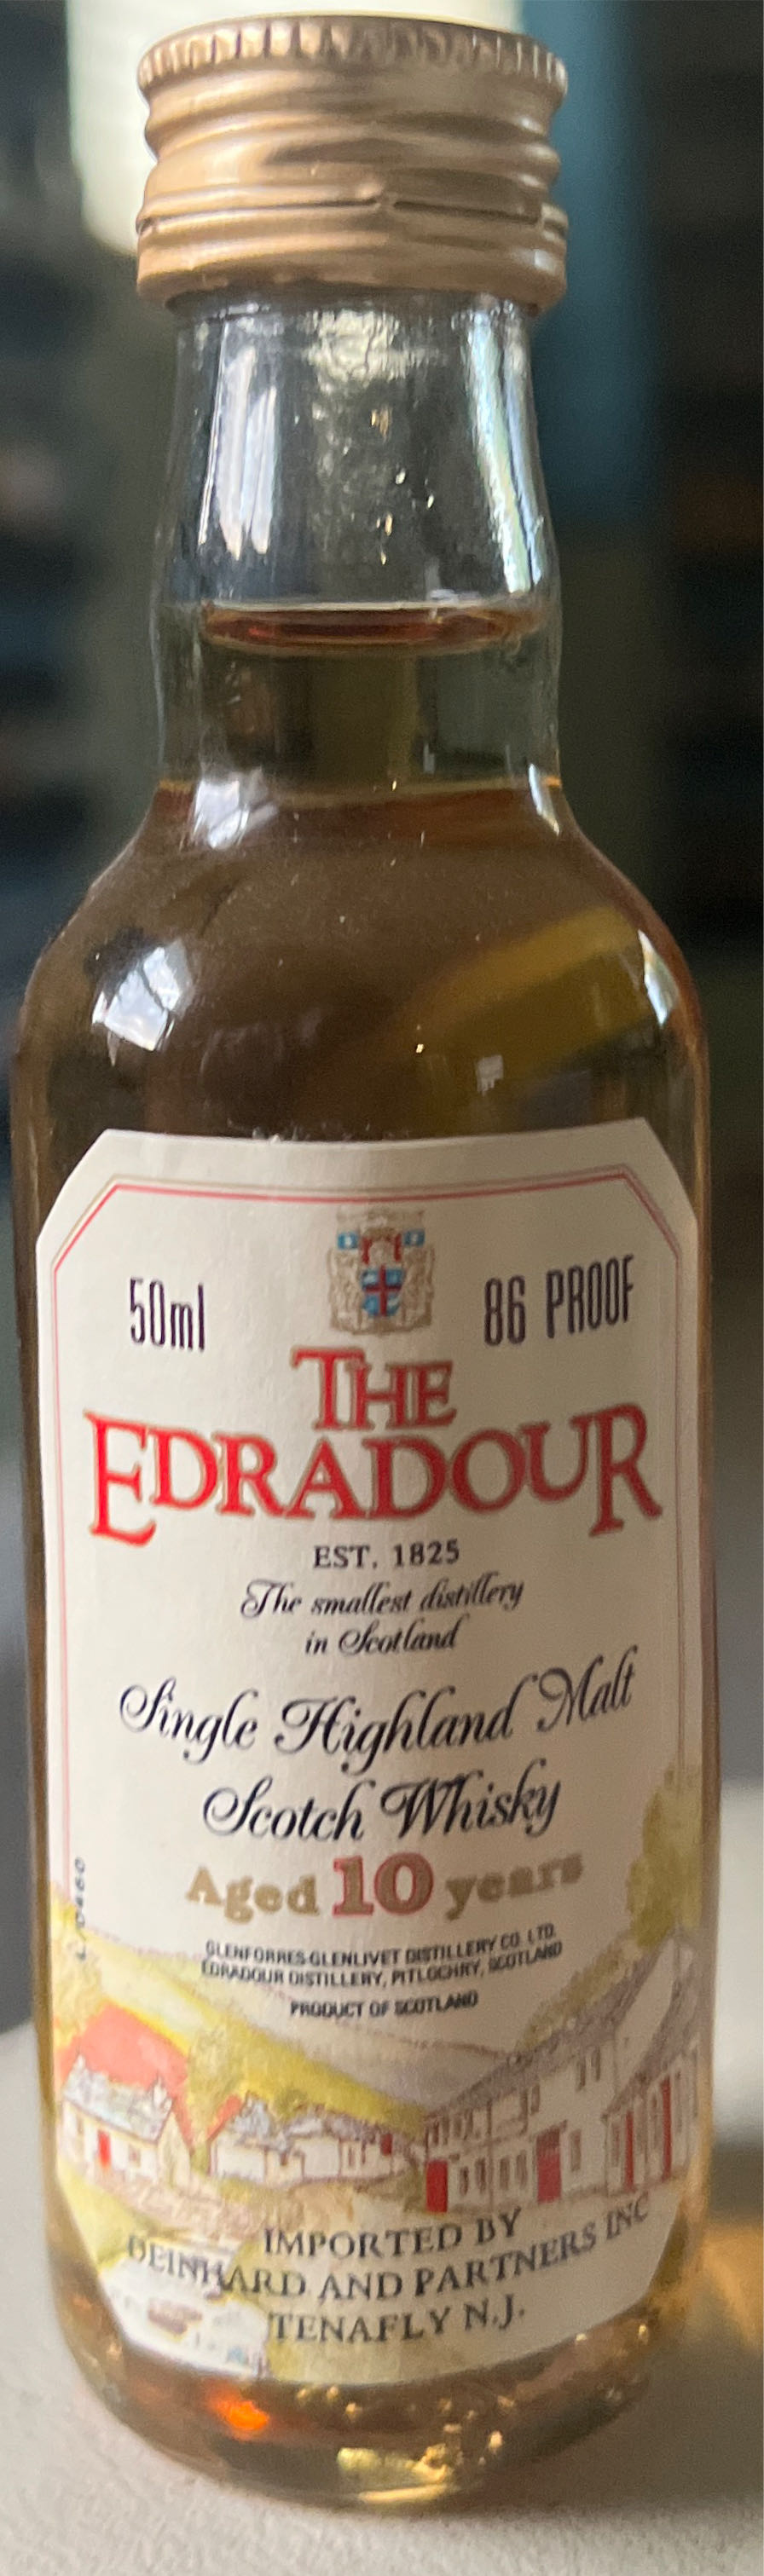 50ml
86 PROOF
THE
EDRADOUR
EST. 1825
The smallest distillery
in Scotland
Single Highland Malt
Scotch Whisky
Aged 10 years
GLENFORRES-GLENLIVET DISTILLERY CO. LTD.
EDRADOUR DISTILLERY, PITLOCHRY, SCOTLAND
PRODUCT OF SCOTLAND
IMPORTED BY
DEINHARD AND PARTNERS INC
TENAFLY N.J.